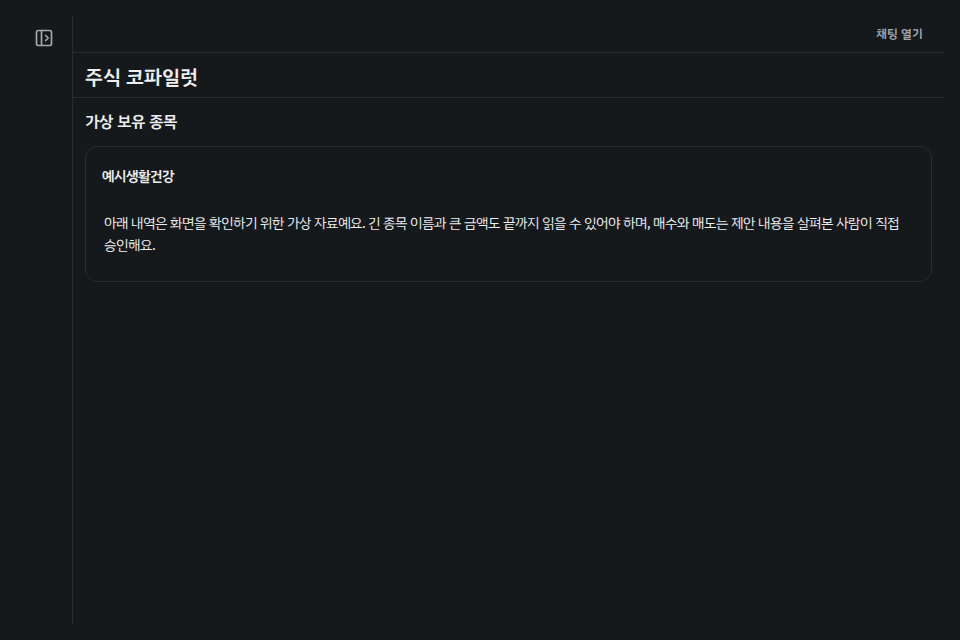 채팅 열기
주식 코파일럿
가상 보유 종목
예시생활건강
아래 내역은 화면을 확인하기 위한 가상 자료예요. 긴 종목 이름과 큰 금액도 끝까지 읽을 수 있어야 하며, 매수와 매도는 제안 내용을 살펴본 사람이 직접
승인해요.